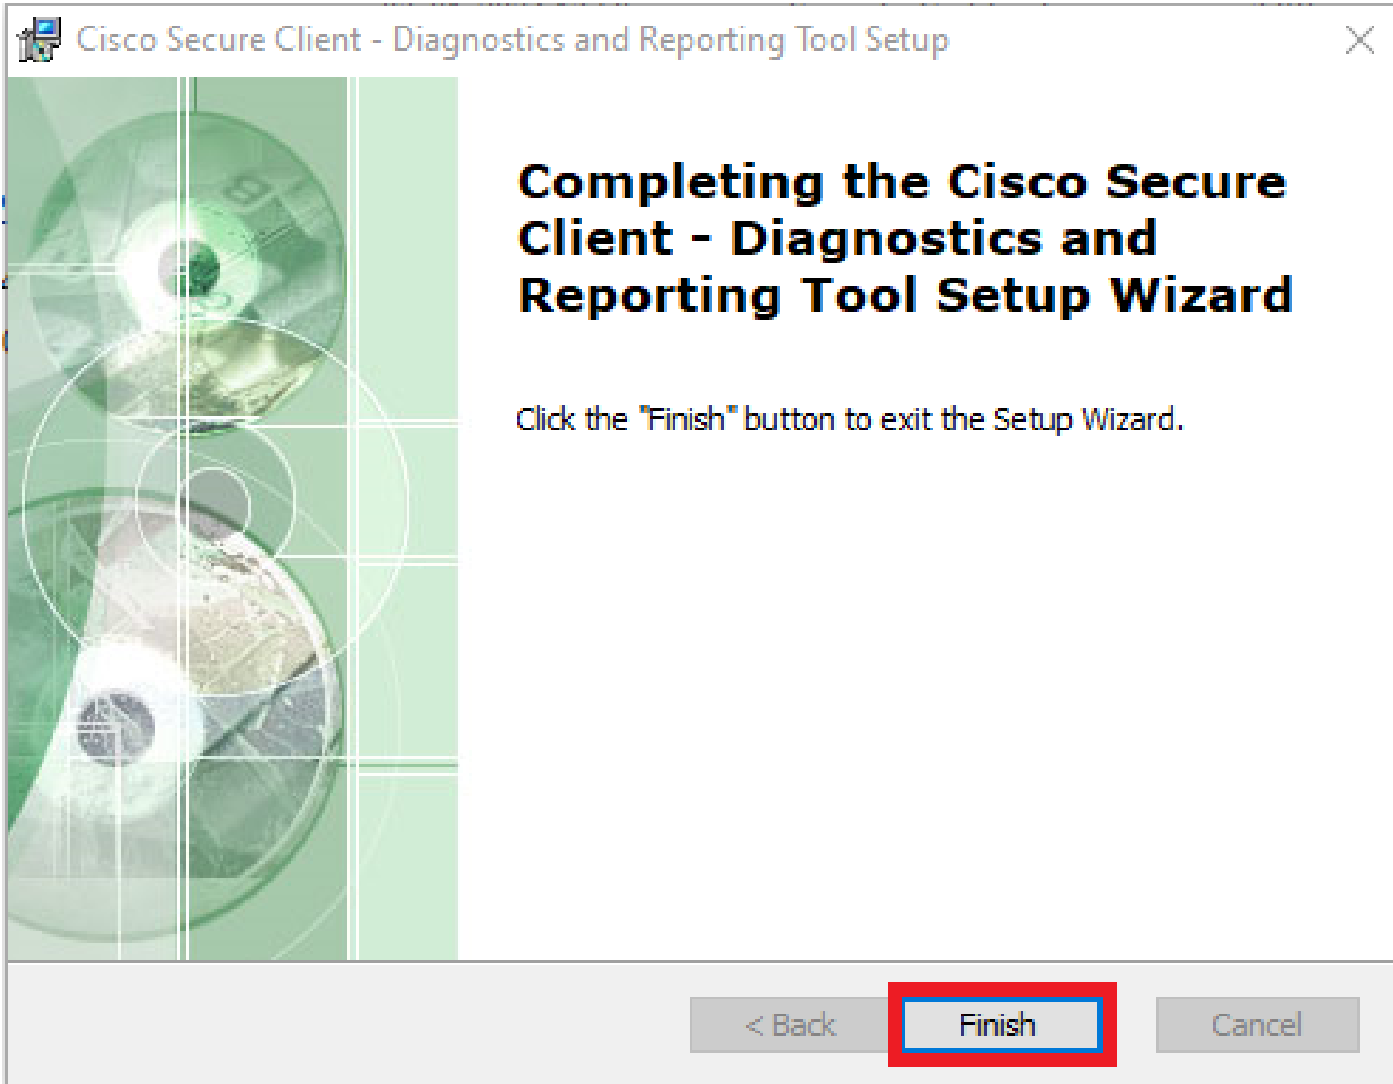 Cisco Secure Client - Diagnostics and Reporting Tool Setup
Completing the Cisco Secure
Client - Diagnostics and
Reporting Tool Setup Wizard
Click the "Finish" button to exit the Setup Wizard.
< Back
Finish
Cancel